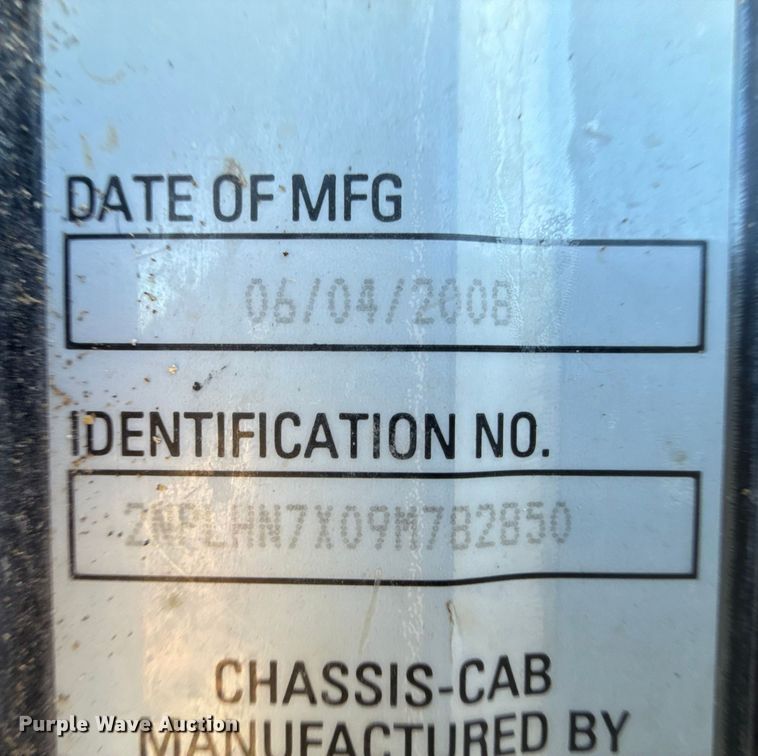 DATE OF MFG
06/04/2008
IDENTIFICATION NO.
2NPLHN7X09M782850
CHASSIS-CAB
MANUFACTURED BY
Purple Wave Auction